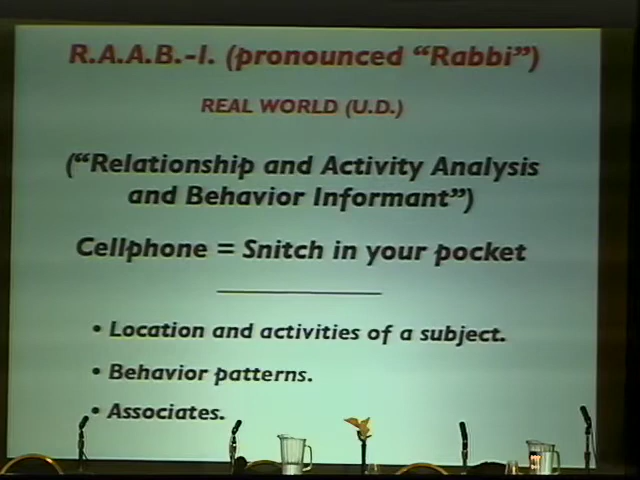 R.A.A.B.-I. (pronounced “Rabbi”)
REAL WORLD (U.D.)
(“Relationship and Activity Analysis
and Behavior Informant”)
Cellphone = Snitch in your pocket
• Location and activities of a subject.
• Behavior patterns.
• Associates.